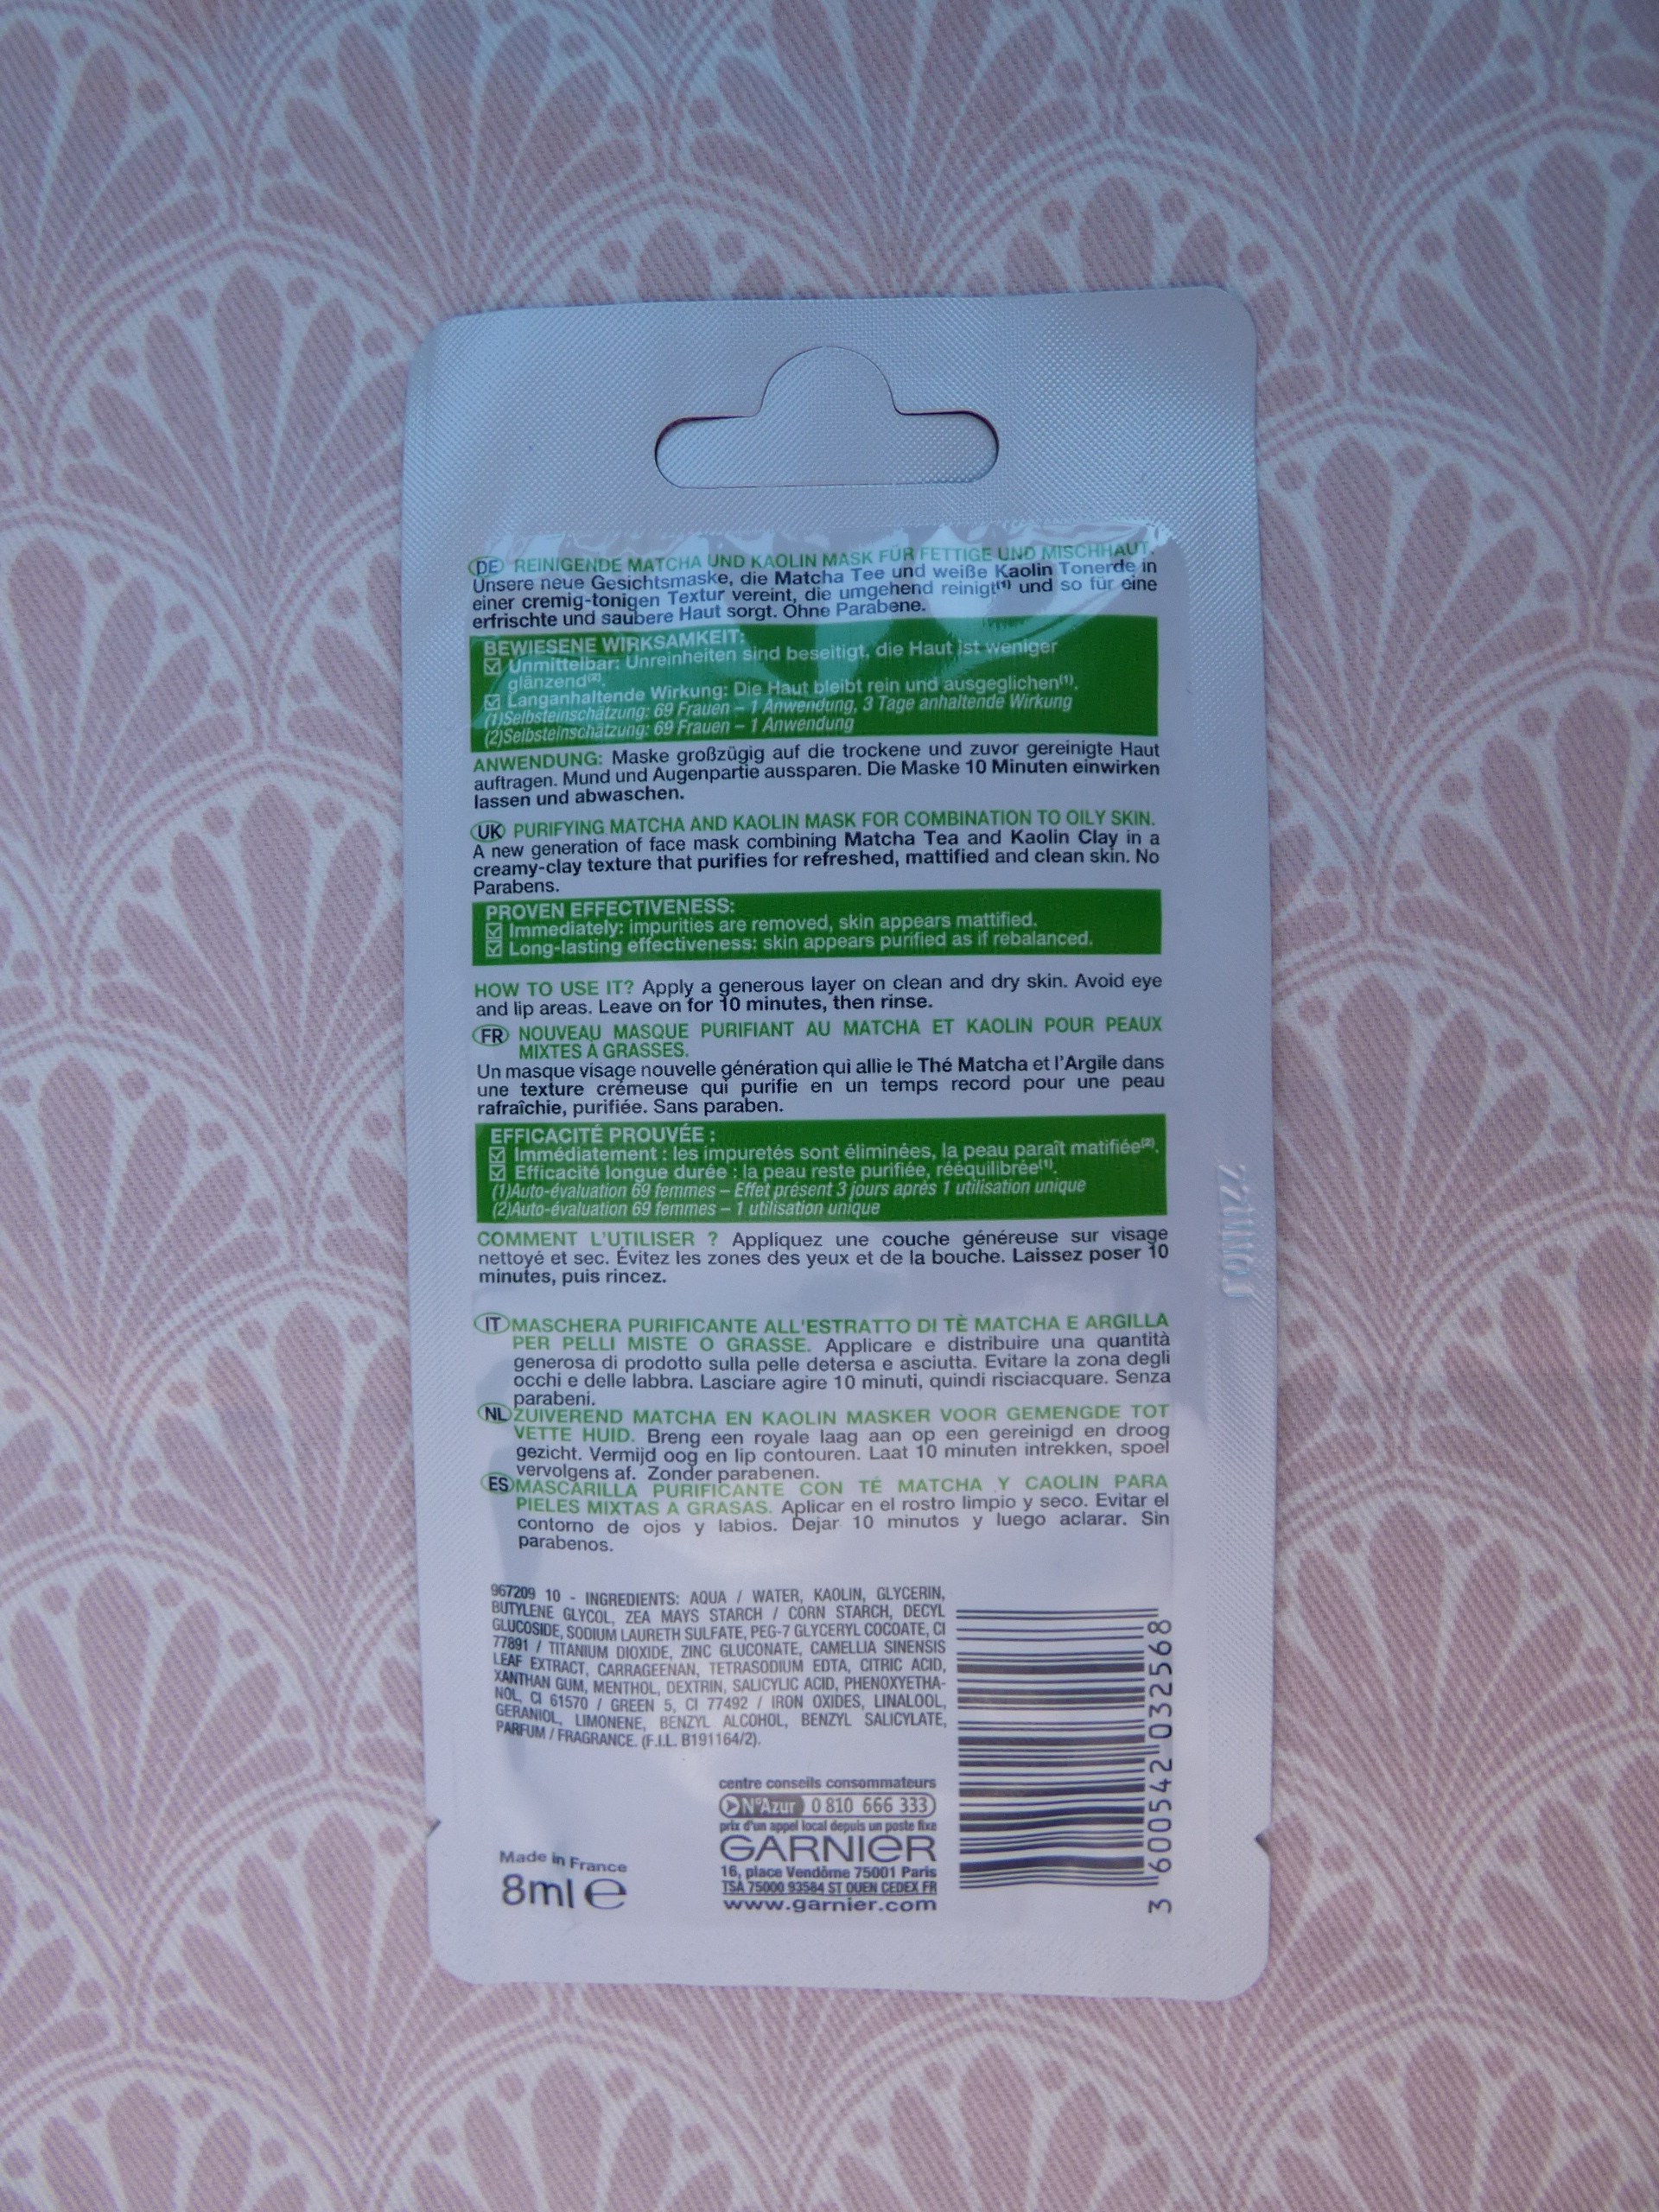 DE REINIGENDE MATCHA UND KAOLIN MASK FÜR FETTIGE UND MISCHHAUT.
Unsere neue Gesichtsmaske, die Matcha Tee und weiße Kaolin Tonerde in
einer cremig-tonigen Textur vereint, die umgehend reinigt(1) und so für eine
erfrischte und saubere Haut sorgt. Ohne Parabene.
BEWIESENE WIRKSAMKEIT:
☑ Unmittelbar: Unreinheiten sind beseitigt, die Haut ist weniger
glänzend(2).
☑ Langanhaltende Wirkung: Die Haut bleibt rein und ausgeglichen(1).
(1)Selbsteinschätzung: 69 Frauen – 1 Anwendung, 3 Tage anhaltende Wirkung
(2)Selbsteinschätzung: 69 Frauen – 1 Anwendung
ANWENDUNG: Maske großzügig auf die trockene und zuvor gereinigte Haut
auftragen. Mund und Augenpartie aussparen. Die Maske 10 Minuten einwirken
lassen und abwaschen.
UK PURIFYING MATCHA AND KAOLIN MASK FOR COMBINATION TO OILY SKIN.
A new generation of face mask combining Matcha Tea and Kaolin Clay in a
creamy-clay texture that purifies for refreshed, mattified and clean skin. No
Parabens.
PROVEN EFFECTIVENESS:
☑ Immediately: impurities are removed, skin appears mattified.
☑ Long-lasting effectiveness: skin appears purified as if rebalanced.
HOW TO USE IT? Apply a generous layer on clean and dry skin. Avoid eye
and lip areas. Leave on for 10 minutes, then rinse.
FR NOUVEAU MASQUE PURIFIANT AU MATCHA ET KAOLIN POUR PEAUX
MIXTES À GRASSES.
Un masque visage nouvelle génération qui allie le Thé Matcha et l'Argile dans
une texture crémeuse qui purifie en un temps record pour une peau
rafraîchie, purifiée. Sans paraben.
EFFICACITÉ PROUVÉE :
☑ Immédiatement : les impuretés sont éliminées, la peau paraît matifiée(2).
☑ Efficacité longue durée : la peau reste purifiée, rééquilibrée(1).
(1)Auto-évaluation 69 femmes – Effet présent 3 jours après 1 utilisation unique
(2)Auto-évaluation 69 femmes – 1 utilisation unique
COMMENT L'UTILISER ? Appliquez une couche généreuse sur visage
nettoyé et sec. Évitez les zones des yeux et de la bouche. Laissez poser 10
minutes, puis rincez.
IT MASCHERA PURIFICANTE ALL'ESTRATTO DI TÈ MATCHA E ARGILLA
PER PELLI MISTE O GRASSE. Applicare e distribuire una quantità
generosa di prodotto sulla pelle detersa e asciutta. Evitare la zona degli
occhi e delle labbra. Lasciare agire 10 minuti, quindi risciacquare. Senza
parabeni.
NL ZUIVEREND MATCHA EN KAOLIN MASKER VOOR GEMENGDE TOT
VETTE HUID. Breng een royale laag aan op een gereinigd en droog
gezicht. Vermijd oog en lip contouren. Laat 10 minuten intrekken, spoel
vervolgens af. Zonder parabenen.
ES MASCARILLA PURIFICANTE CON TÉ MATCHA Y CAOLIN PARA
PIELES MIXTAS A GRASAS. Aplicar en el rostro limpio y seco. Evitar el
contorno de ojos y labios. Dejar 10 minutos y luego aclarar. Sin
parabenos.
967209 10 - INGREDIENTS: AQUA / WATER, KAOLIN, GLYCERIN,
BUTYLENE GLYCOL, ZEA MAYS STARCH / CORN STARCH, DECYL
GLUCOSIDE, SODIUM LAURETH SULFATE, PEG-7 GLYCERYL COCOATE, CI
77891 / TITANIUM DIOXIDE, ZINC GLUCONATE, CAMELLIA SINENSIS
LEAF EXTRACT, CARRAGEENAN, TETRASODIUM EDTA, CITRIC ACID,
XANTHAN GUM, MENTHOL, DEXTRIN, SALICYLIC ACID, PHENOXYETHA-
NOL, CI 61570 / GREEN 5, CI 77492 / IRON OXIDES, LINALOOL,
GERANIOL, LIMONENE, BENZYL ALCOHOL, BENZYL SALICYLATE,
PARFUM / FRAGRANCE. (F.I.L. B191164/2).
3 600542 032568
centre conseils consommateurs
N°Azur 0 810 666 333
prix d'un appel local depuis un poste fixe
GARNIER
16, place Vendôme 75001 Paris
TSA 75000 93584 ST OUEN CEDEX FR
www.garnier.com
Made in France
8ml e